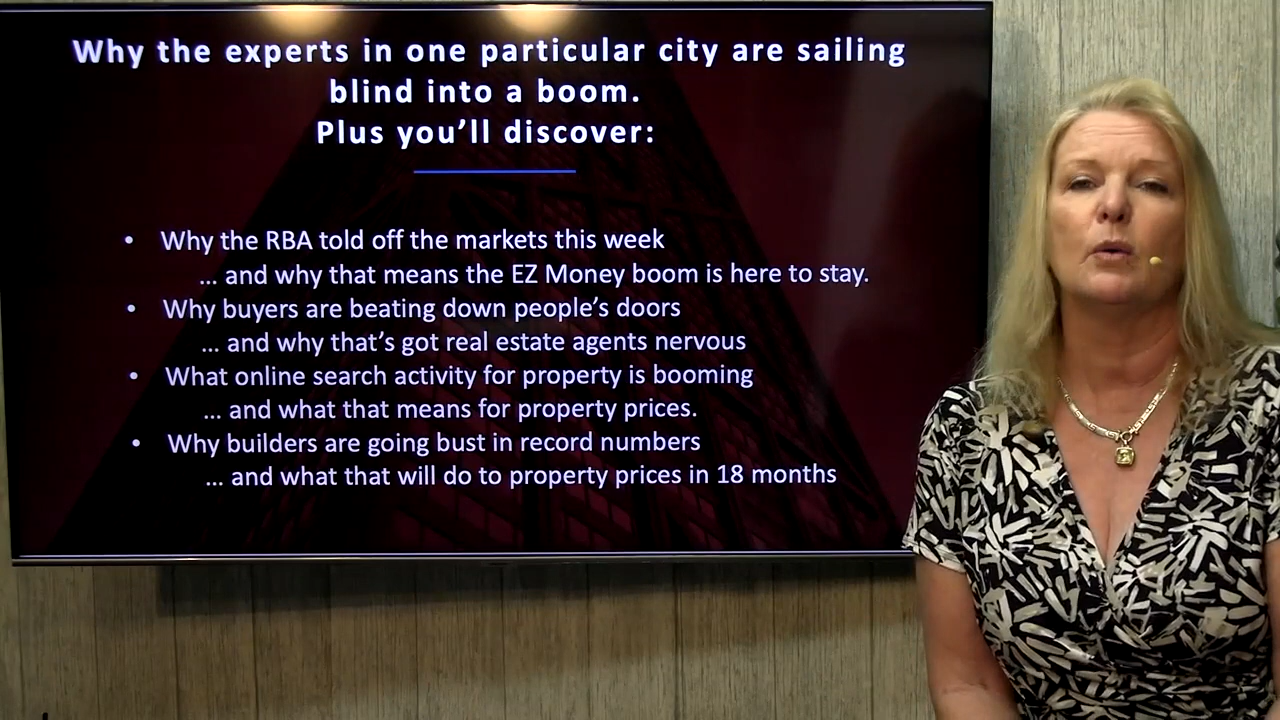 Why the experts in one particular city are sailing
blind into a boom.
Plus you’ll discover:
• Why the RBA told off the markets this week
... and why that means the EZ Money boom is here to stay.
• Why buyers are beating down people’s doors
... and why that’s got real estate agents nervous
• What online search activity for property is booming
... and what that means for property prices.
• Why builders are going bust in record numbers
... and what that will do to property prices in 18 months